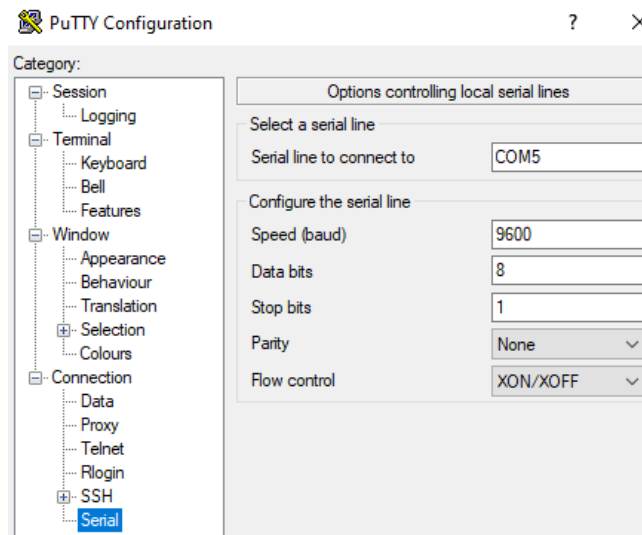 PuTTY Configuration
Category:
Session
Logging
Terminal
Keyboard
Bell
Features
Window
Appearance
Behaviour
Translation
Selection
Colours
Connection
Data
Proxy
Telnet
Rlogin
SSH
Serial
Options controlling local serial lines
Select a serial line
Serial line to connect to COM5
Configure the serial line
Speed (baud) 9600
Data bits 8
Stop bits 1
Parity None
Flow control XON/XOFF